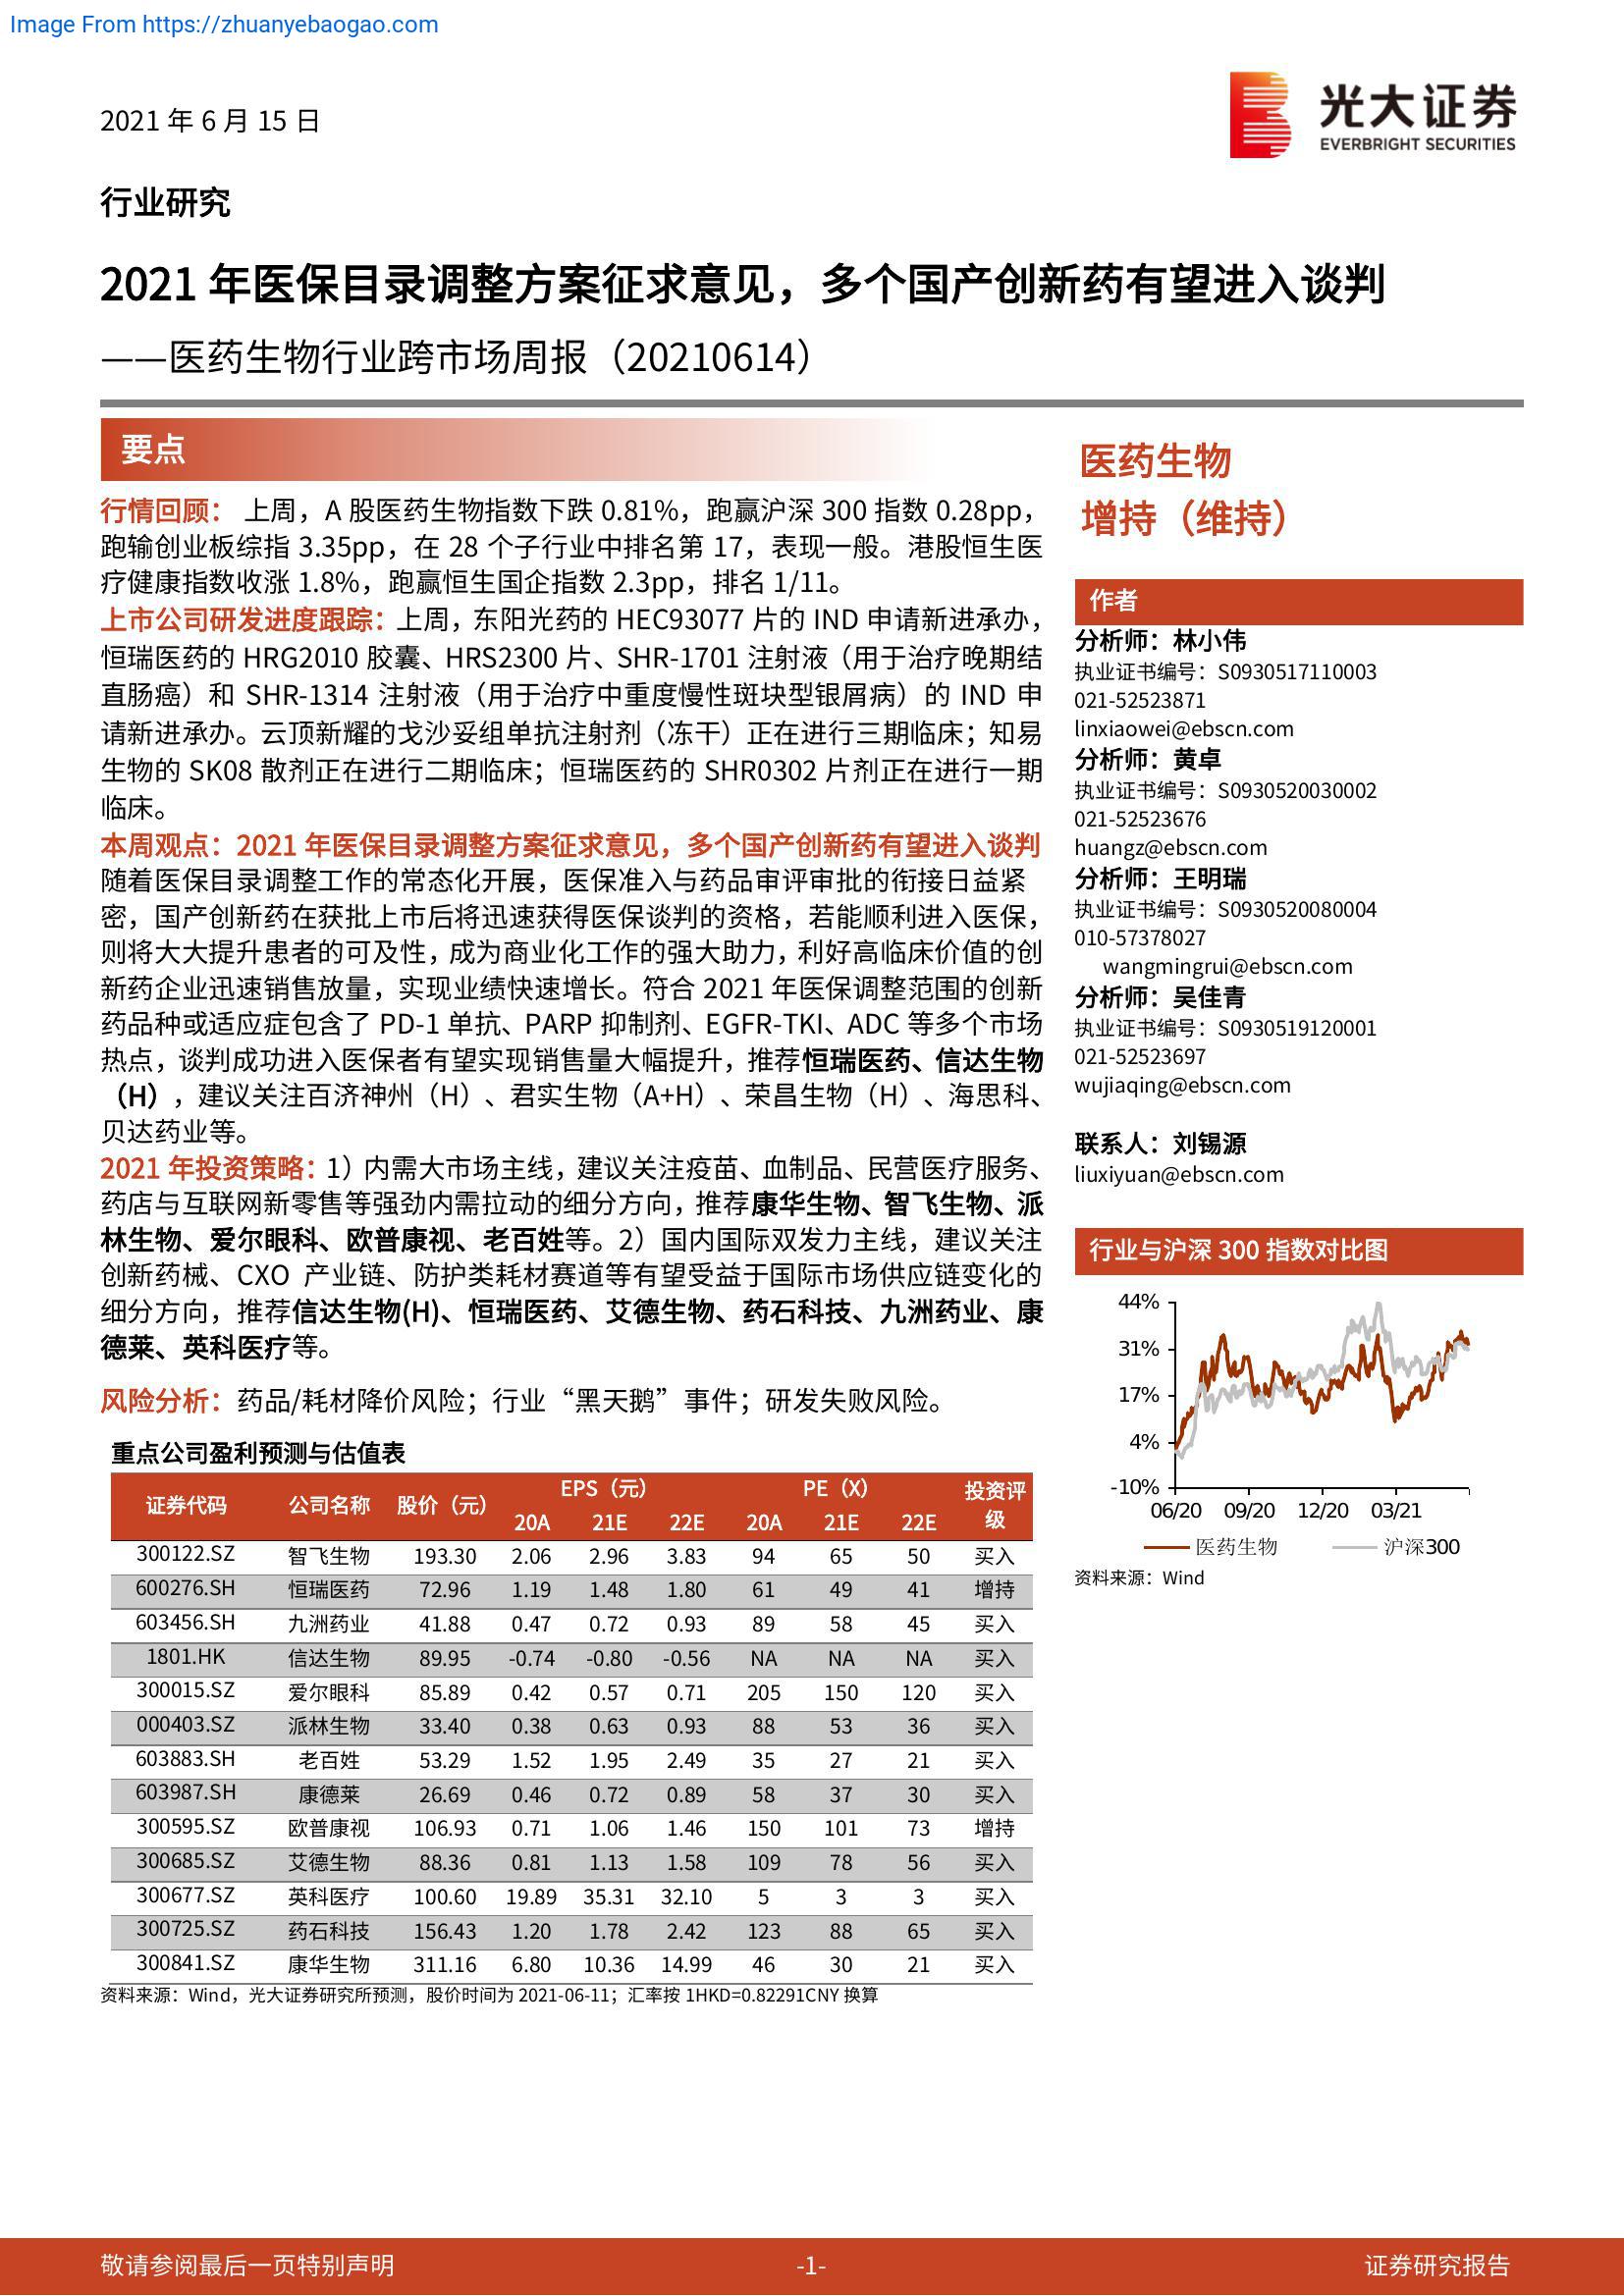 Image From https://zhuanyebaogao.com
2021 年 6 月 15 日
光大证券
EVERBRIGHT SECURITIES
行业研究
2021 年医保目录调整方案征求意见，多个国产创新药有望进入谈判
——医药生物行业跨市场周报（20210614）
要点
行情回顾： 上周，A 股医药生物指数下跌 0.81%，跑赢沪深 300 指数 0.28pp，
跑输创业板综指 3.35pp，在 28 个子行业中排名第 17，表现一般。港股恒生医
疗健康指数收涨 1.8%，跑赢恒生国企指数 2.3pp，排名 1/11。
上市公司研发进度跟踪：上周，东阳光药的 HEC93077 片的 IND 申请新进承办，
恒瑞医药的 HRG2010 胶囊、HRS2300 片、SHR-1701 注射液（用于治疗晚期结
直肠癌）和 SHR-1314 注射液（用于治疗中重度慢性斑块型银屑病）的 IND 申
请新进承办。云顶新耀的戈沙妥组单抗注射剂（冻干）正在进行三期临床；知易
生物的 SK08 散剂正在进行二期临床；恒瑞医药的 SHR0302 片剂正在进行一期
临床。
本周观点：2021 年医保目录调整方案征求意见，多个国产创新药有望进入谈判
随着医保目录调整工作的常态化开展，医保准入与药品审评审批的衔接日益紧
密，国产创新药在获批上市后将迅速获得医保谈判的资格，若能顺利进入医保，
则将大大提升患者的可及性，成为商业化工作的强大助力，利好高临床价值的创
新药企业迅速销售放量，实现业绩快速增长。符合 2021 年医保调整范围的创新
药品种或适应症包含了 PD-1 单抗、PARP 抑制剂、EGFR-TKI、ADC 等多个市场
热点，谈判成功进入医保者有望实现销售量大幅提升，推荐恒瑞医药、信达生物
（H），建议关注百济神州（H）、君实生物（A+H）、荣昌生物（H）、海思科、
贝达药业等。
2021 年投资策略：1）内需大市场主线，建议关注疫苗、血制品、民营医疗服务、
药店与互联网新零售等强劲内需拉动的细分方向，推荐康华生物、智飞生物、派
林生物、爱尔眼科、欧普康视、老百姓等。2）国内国际双发力主线，建议关注
创新药械、CXO 产业链、防护类耗材赛道等有望受益于国际市场供应链变化的
细分方向，推荐信达生物(H)、恒瑞医药、艾德生物、药石科技、九洲药业、康
德莱、英科医疗等。
风险分析：药品/耗材降价风险；行业“黑天鹅”事件；研发失败风险。
重点公司盈利预测与估值表
证券代码 公司名称 股价（元） EPS（元） PE（X） 投资评级
20A 21E 22E 20A 21E 22E
300122.SZ 智飞生物 193.30 2.06 2.96 3.83 94 65 50 买入
600276.SH 恒瑞医药 72.96 1.19 1.48 1.80 61 49 41 增持
603456.SH 九洲药业 41.88 0.47 0.72 0.93 89 58 45 买入
1801.HK 信达生物 89.95 -0.74 -0.80 -0.56 NA NA NA 买入
300015.SZ 爱尔眼科 85.89 0.42 0.57 0.71 205 150 120 买入
000403.SZ 派林生物 33.40 0.38 0.63 0.93 88 53 36 买入
603883.SH 老百姓 53.29 1.52 1.95 2.49 35 27 21 买入
603987.SH 康德莱 26.69 0.46 0.72 0.89 58 37 30 买入
300595.SZ 欧普康视 106.93 0.71 1.06 1.46 150 101 73 增持
300685.SZ 艾德生物 88.36 0.81 1.13 1.58 109 78 56 买入
300677.SZ 英科医疗 100.60 19.89 35.31 32.10 5 3 3 买入
300725.SZ 药石科技 156.43 1.20 1.78 2.42 123 88 65 买入
300841.SZ 康华生物 311.16 6.80 10.36 14.99 46 30 21 买入
资料来源：Wind，光大证券研究所预测，股价时间为 2021-06-11；汇率按 1HKD=0.82291CNY 换算
医药生物
增持（维持）
作者
分析师：林小伟
执业证书编号：S0930517110003
021-52523871
linxiaowei@ebscn.com
分析师：黄卓
执业证书编号：S0930520030002
021-52523676
huangz@ebscn.com
分析师：王明瑞
执业证书编号：S0930520080004
010-57378027
wangmingrui@ebscn.com
分析师：吴佳青
执业证书编号：S0930519120001
021-52523697
wujiaqing@ebscn.com
联系人：刘锡源
liuxiyuan@ebscn.com
行业与沪深 300 指数对比图
44%
31%
17%
4%
-10%
06/20 09/20 12/20 03/21
医药生物 沪深300
资料来源：Wind
敬请参阅最后一页特别声明 -1- 证券研究报告